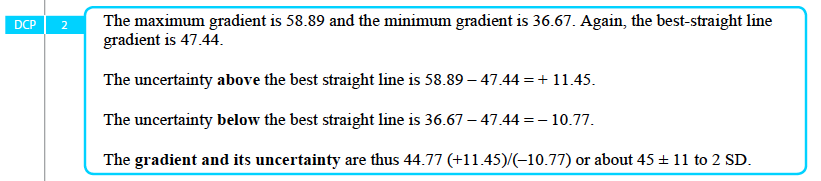 DCP 2
The maximum gradient is 58.89 and the minimum gradient is 36.67. Again, the best-straight line
gradient is 47.44.
The uncertainty above the best straight line is 58.89 – 47.44 = + 11.45.
The uncertainty below the best straight line is 36.67 – 47.44 = – 10.77.
The gradient and its uncertainty are thus 44.77 (+11.45)/(–10.77) or about 45 ± 11 to 2 SD.